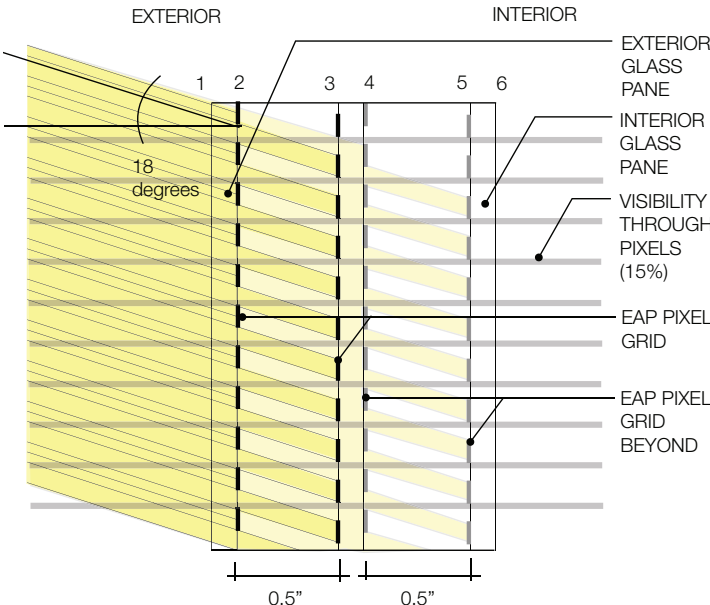 EXTERIOR
INTERIOR
EXTERIOR
GLASS
PANE
1 2 3 4 5 6
INTERIOR
GLASS
PANE
18
degrees
VISIBILITY
THROUGH
PIXELS
(15%)
EAP PIXEL
GRID
EAP PIXEL
GRID
BEYOND
0.5”
0.5”